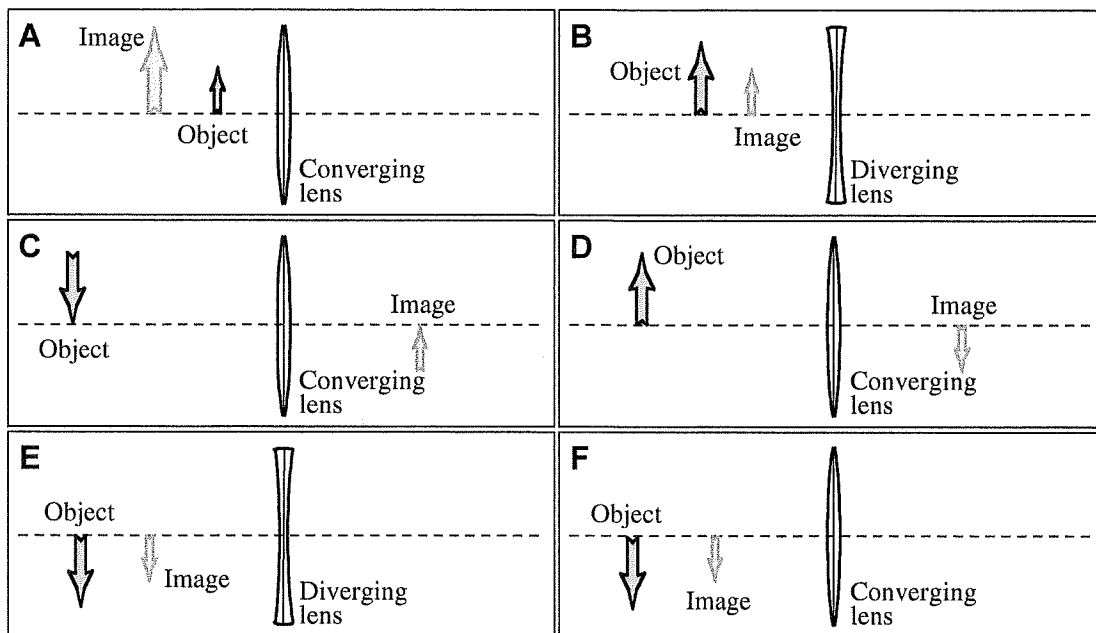 A
Image
Object
Converging
lens
B
Object
Image
Diverging
lens
C
Object
Image
Converging
lens
D
Object
Image
Converging
lens
E
Object
Image
Diverging
lens
F
Object
Image
Converging
lens